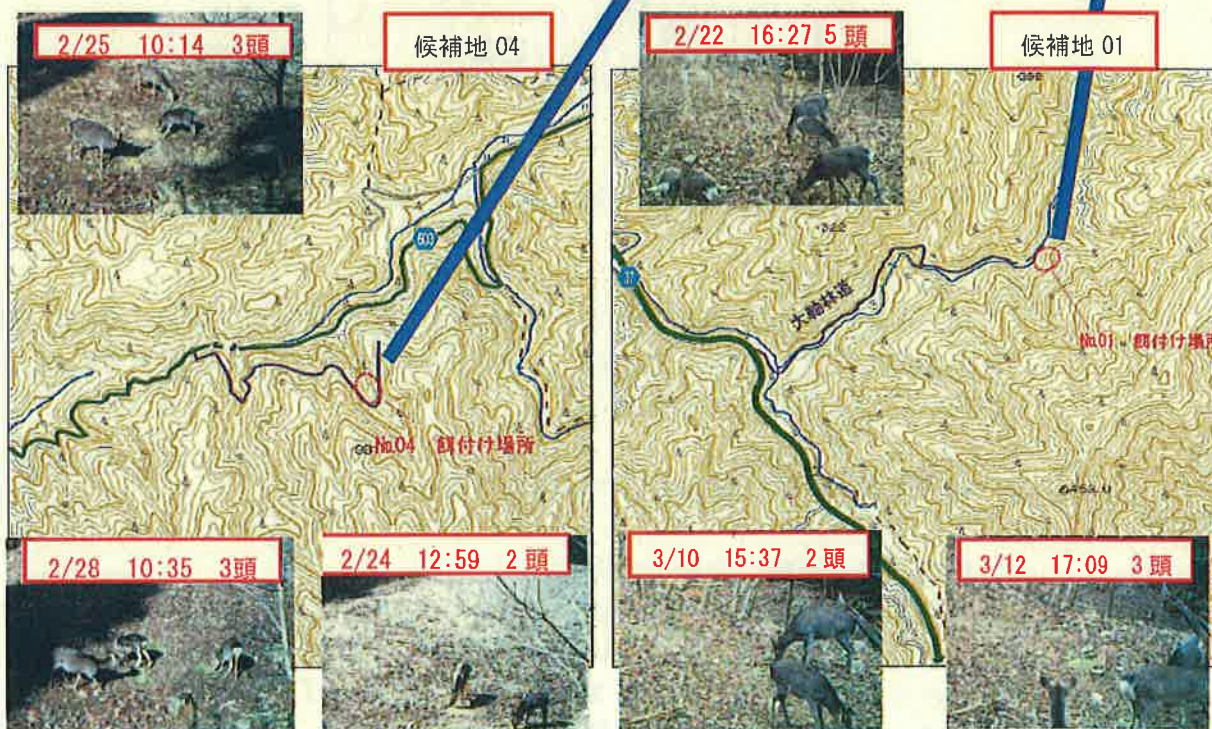 2/25 10:14 3頭
候補地 04
2/22 16:27 5頭
候補地 01
603
322
37
大輪林道
No.01 餌付け場所
No.04 餌付け場所
2/28 10:35 3頭
2/24 12:59 2頭
3/10 15:37 2頭
3/12 17:09 3頭